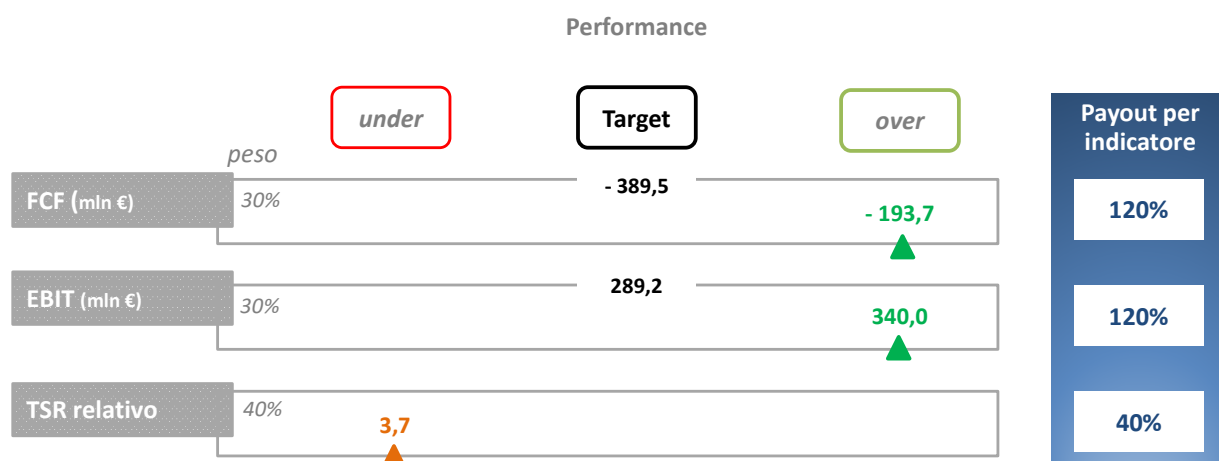 Performance
under
Target
over
Payout per
indicatore
peso
FCF (mln €)
30%
- 389,5
- 193,7
120%
EBIT (mln €)
30%
289,2
340,0
120%
TSR relativo
40%
3,7
40%